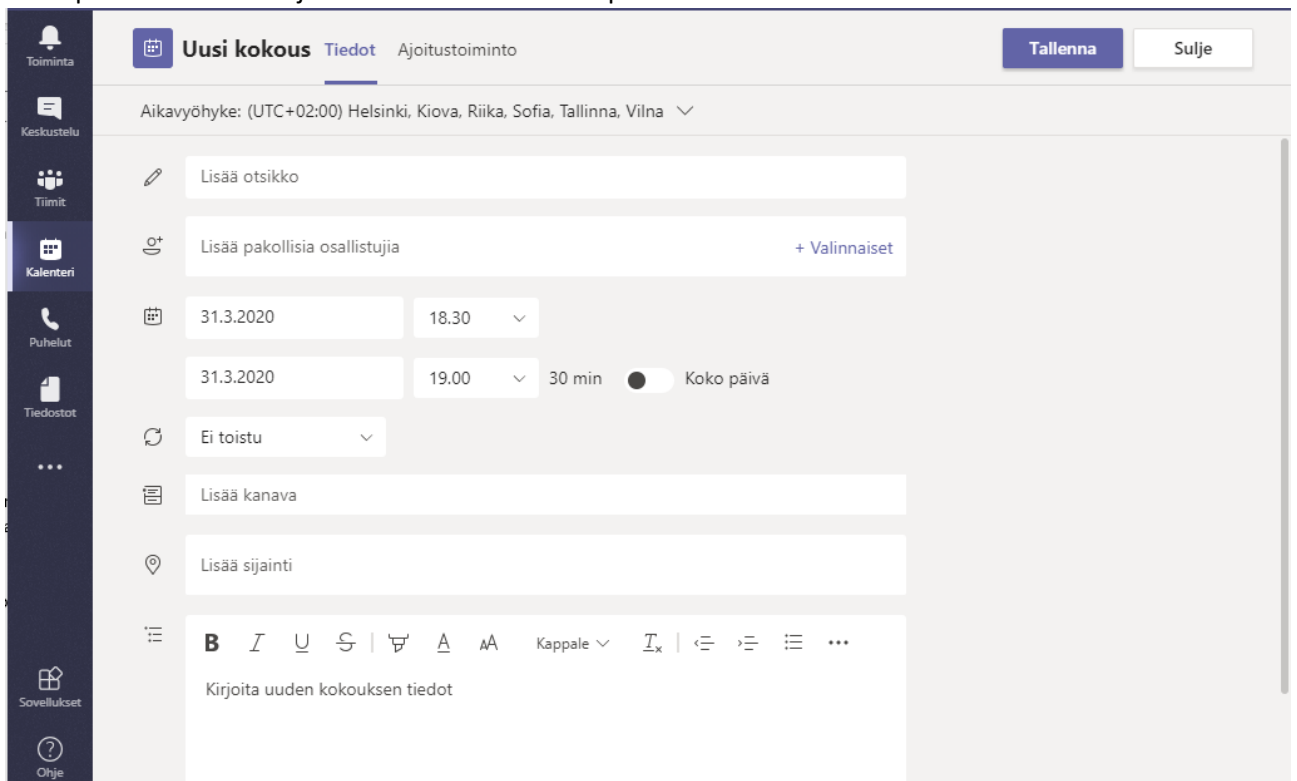 Toiminta
Keskustelu
Tiimit
Kalenteri
Puhelut
Tiedostot
Sovellukset
Ohje
Uusi kokous Tiedot Ajoitustoiminto
Tallenna Sulje
Aikavyöhyke: (UTC+02:00) Helsinki, Kiova, Riika, Sofia, Tallinna, Vilna
Lisää otsikko
Lisää pakollisia osallistujia + Valinnaiset
31.3.2020 18.30
31.3.2020 19.00 30 min Koko päivä
Ei toistu
Lisää kanava
Lisää sijainti
B I U S A AA Kappale Tx
Kirjoita uuden kokouksen tiedot